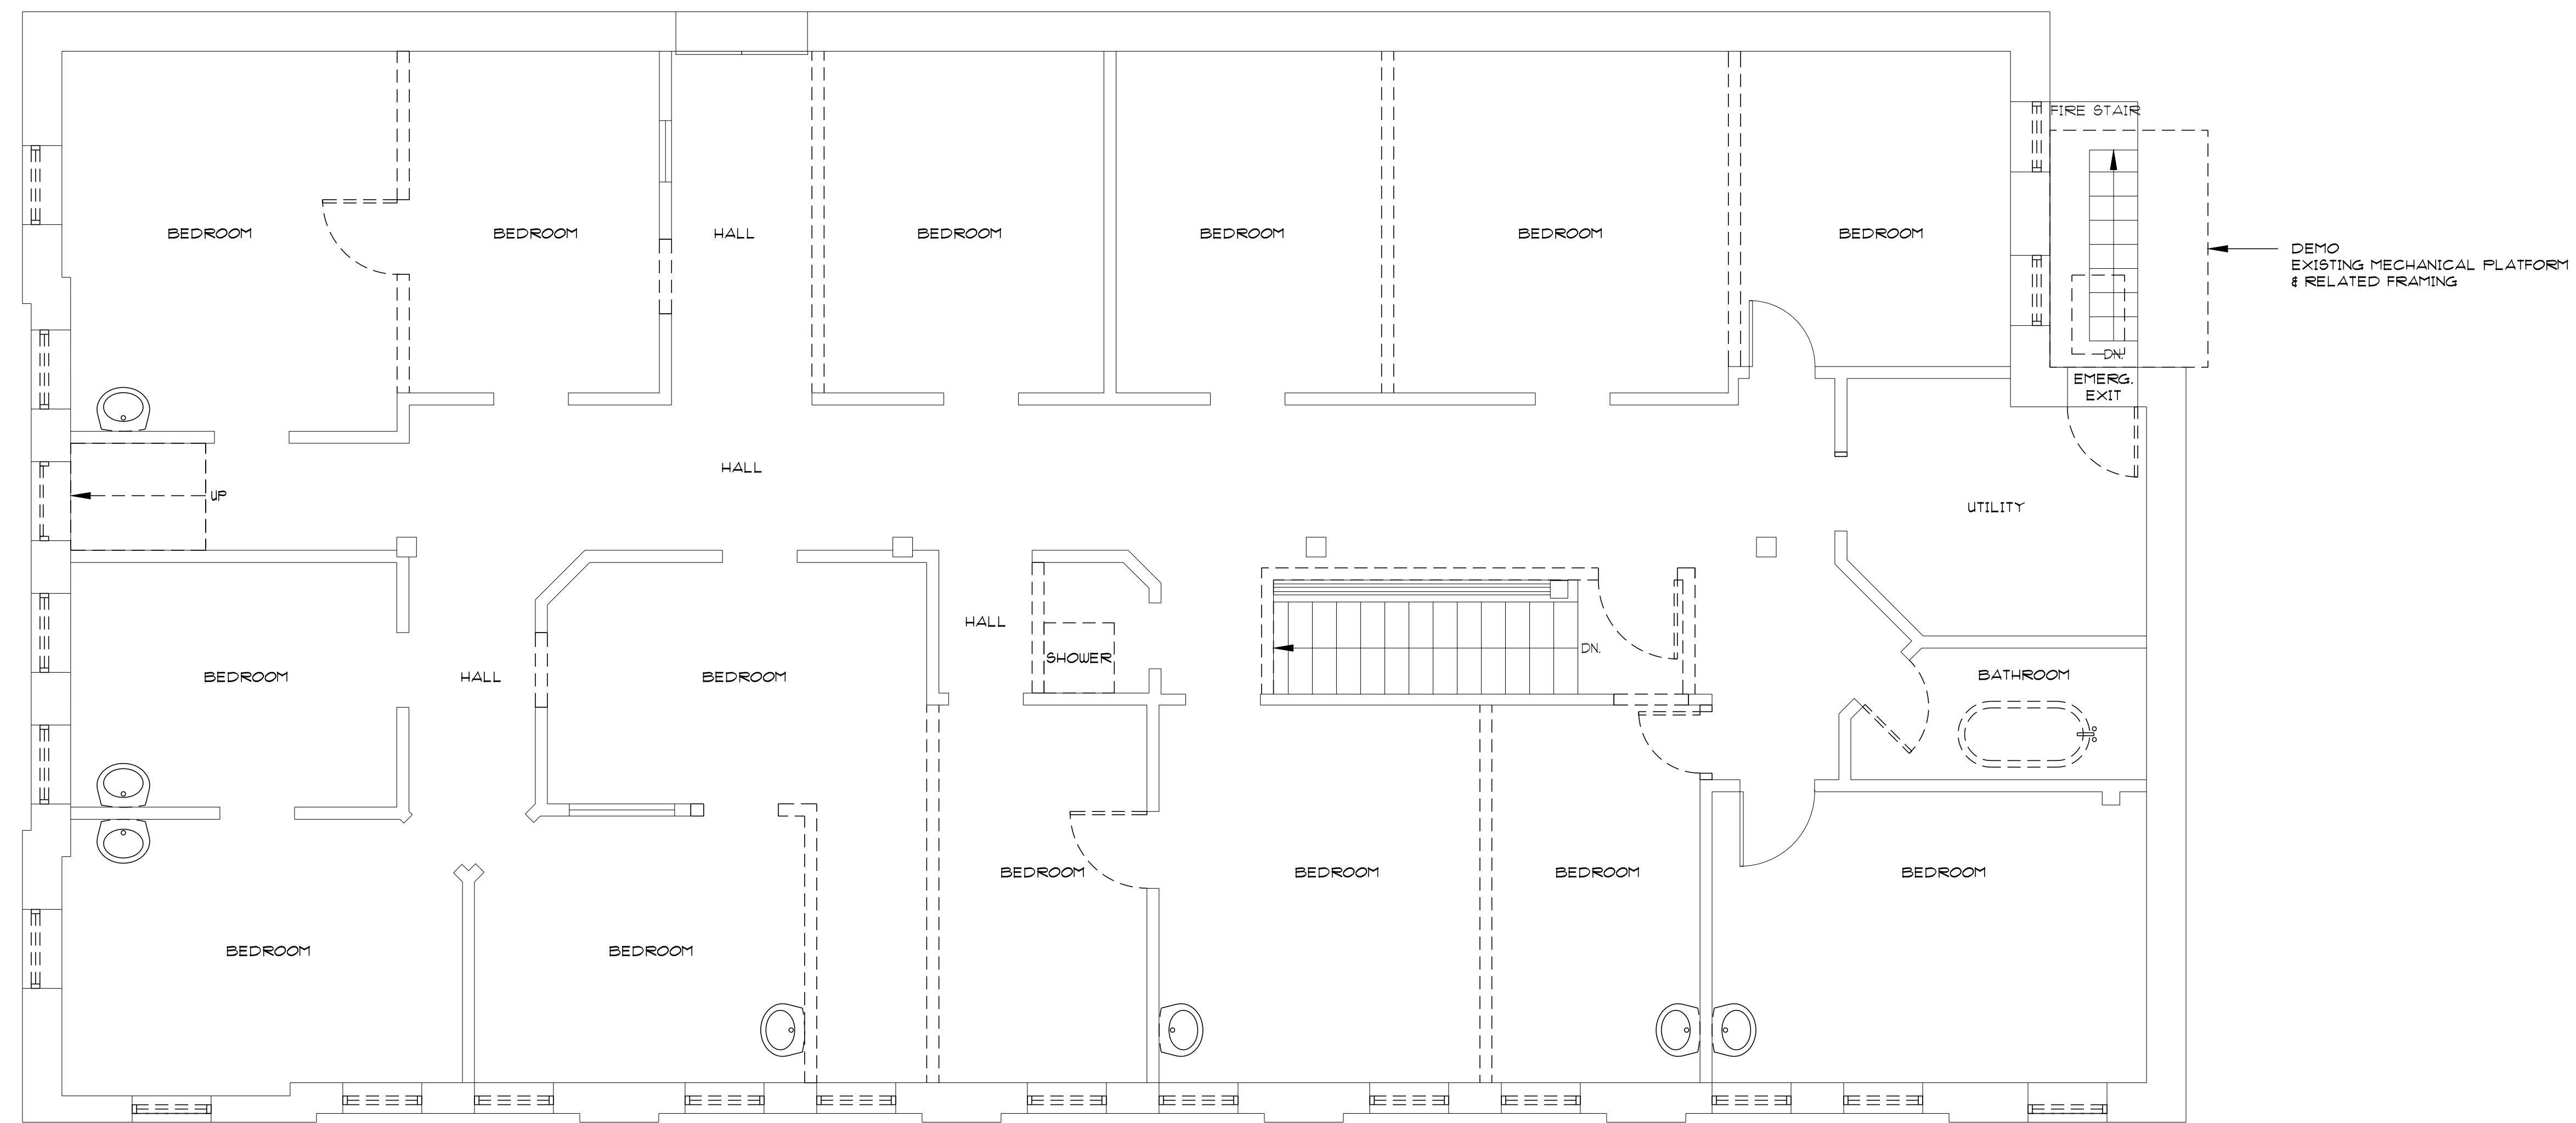 FIRE STAIR
BEDROOM
BEDROOM
HALL
BEDROOM
BEDROOM
BEDROOM
BEDROOM
DEMO
EXISTING MECHANICAL PLATFORM
& RELATED FRAMING
DN.
EMERG.
EXIT
HALL
UP
UTILITY
HALL
SHOWER
DN.
BEDROOM
HALL
BEDROOM
BATHROOM
BEDROOM
BEDROOM
BEDROOM
BEDROOM
BEDROOM
BEDROOM